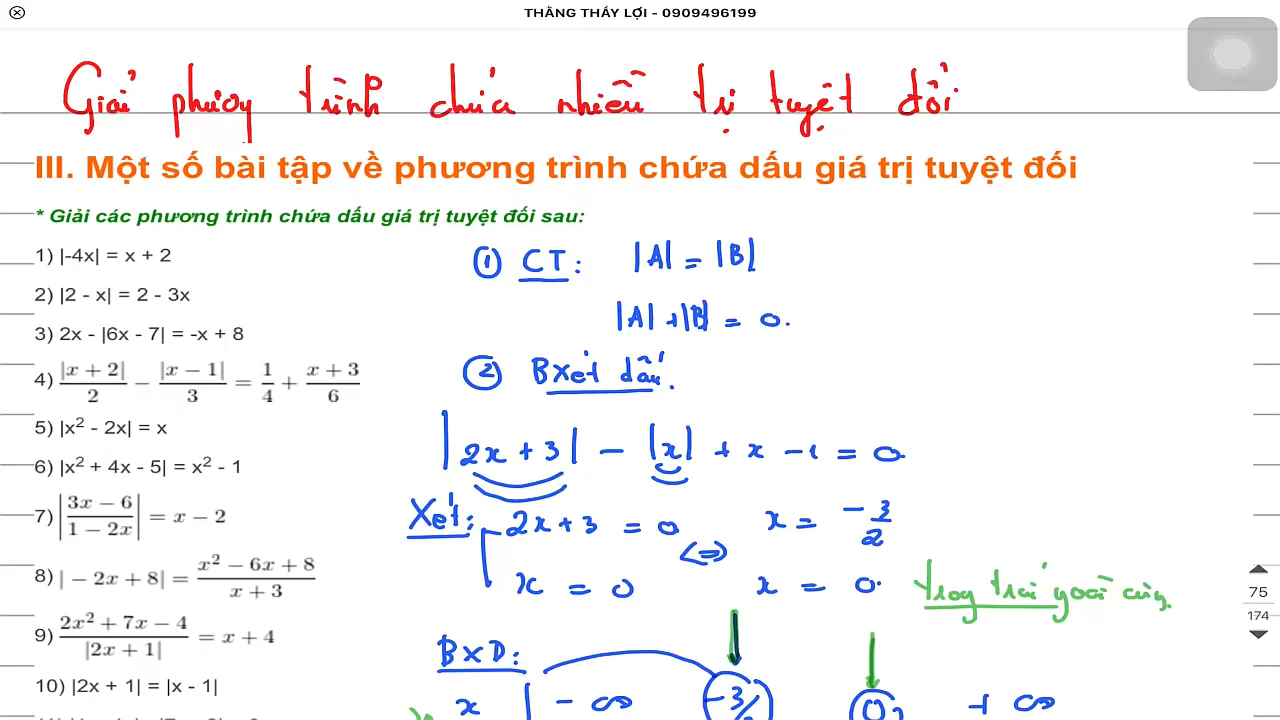 THẮNG THẦY LỢI - 0909496199
Giải phương trình chứa nhiều trị tuyệt đối
III. Một số bài tập về phương trình chứa dấu giá trị tuyệt đối
* Giải các phương trình chứa dấu giá trị tuyệt đối sau:
1) |-4x| = x + 2
2) |2 - x| = 2 - 3x
3) 2x - |6x - 7| = -x + 8
4) |x + 2|/2 − |x − 1|/3 = 1/4 + (x + 3)/6
5) |x² - 2x| = x
6) |x² + 4x - 5| = x² - 1
7) |(3x − 6)/(1 − 2x)| = x − 2
8) | − 2x + 8| = (x² − 6x + 8)/(x + 3)
9) (2x² + 7x − 4)/|2x + 1| = x + 4
10) |2x + 1| = |x - 1|
① CT: |A| = |B|
|A| + |B| = 0.
② BXét dấu.
|2x + 3| − |x| + x − 1 = 0
Xét: 2x + 3 = 0 ⇔ x = −3/2
x = 0 x = 0.
trong trái ngoài cùng
BXD:
x −∞ −3/2 0 +∞
75
174